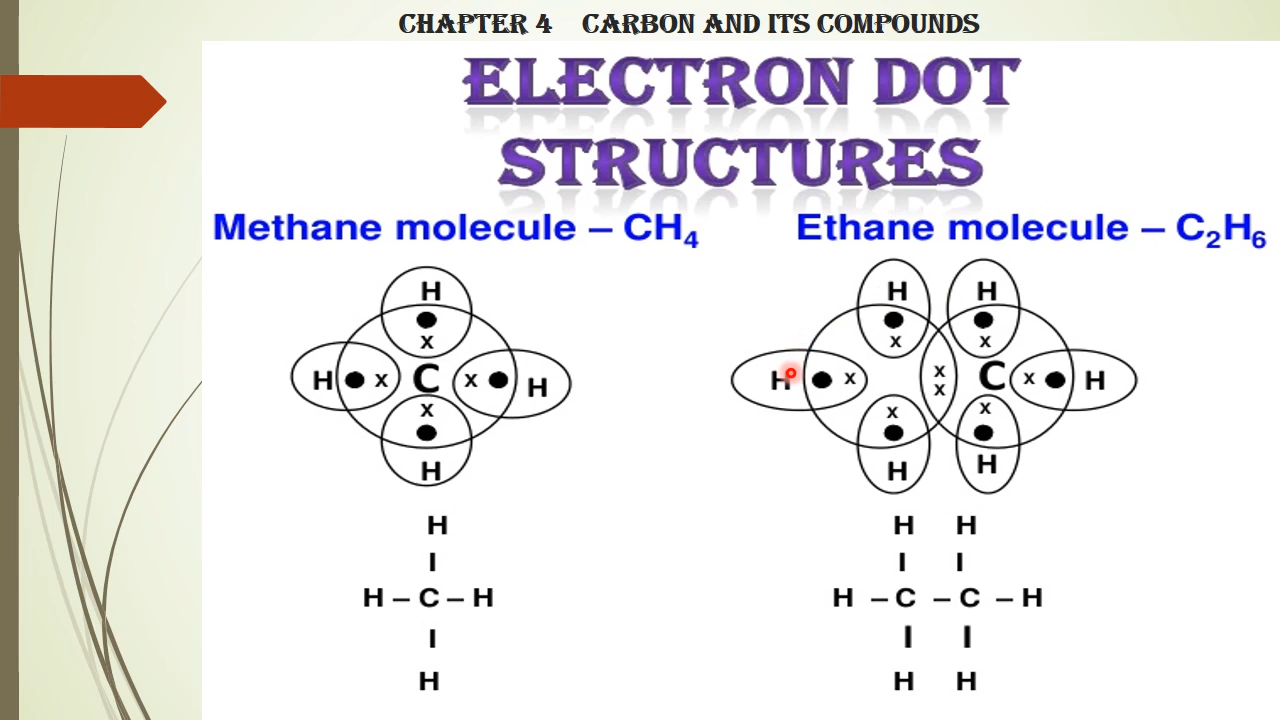 CHAPTER 4 CARBON AND ITS COMPOUNDS
ELECTRON DOT
STRUCTURES
Methane molecule – CH₄ Ethane molecule – C₂H₆
H H H
x x x
H x C x H H x x x C x H
x x x x
H H H
H H H
I I I
H – C – H H – C – C – H
I I I
H H H